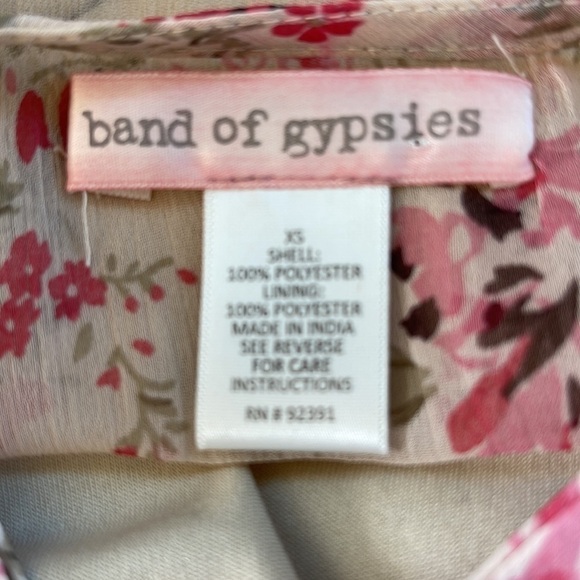 band of gypsies
XS
SHELL:
100% POLYESTER
LINING:
100% POLYESTER
MADE IN INDIA
SEE REVERSE
FOR CARE
INSTRUCTIONS
RN # 92391